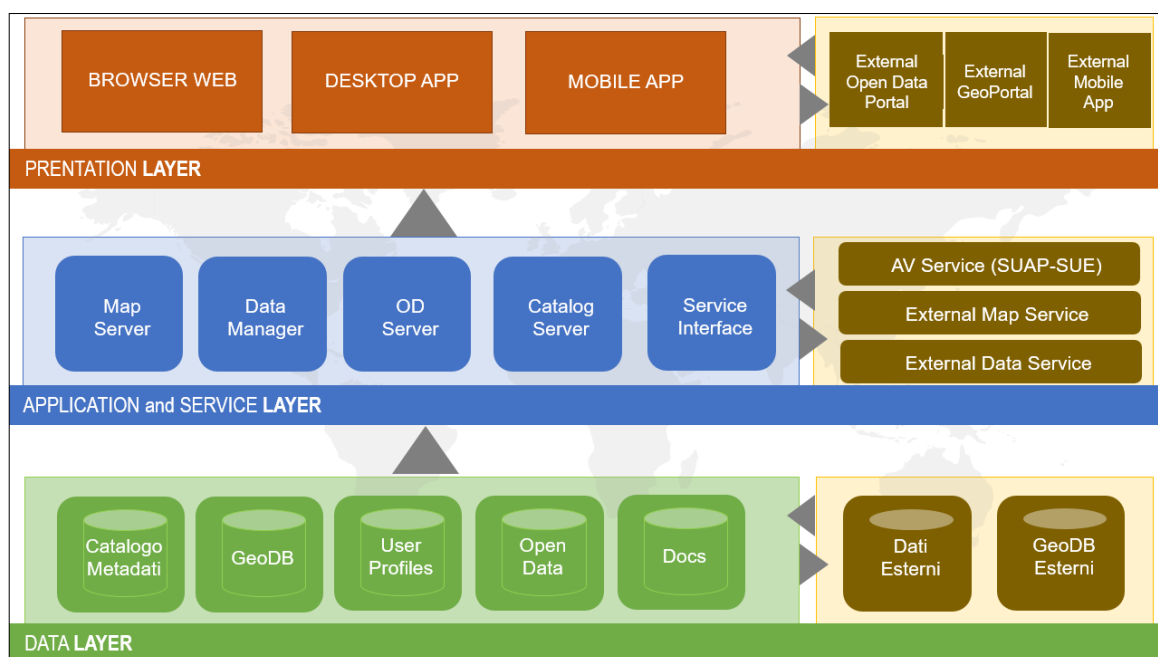 BROWSER WEB
DESKTOP APP
MOBILE APP
External
Open Data
Portal
External
GeoPortal
External
Mobile
App
PRENTATION LAYER
Map
Server
Data
Manager
OD
Server
Catalog
Server
Service
Interface
AV Service (SUAP-SUE)
External Map Service
External Data Service
APPLICATION and SERVICE LAYER
Catalogo
Metadati
GeoDB
User
Profiles
Open
Data
Docs
Dati
Esterni
GeoDB
Esterni
DATA LAYER